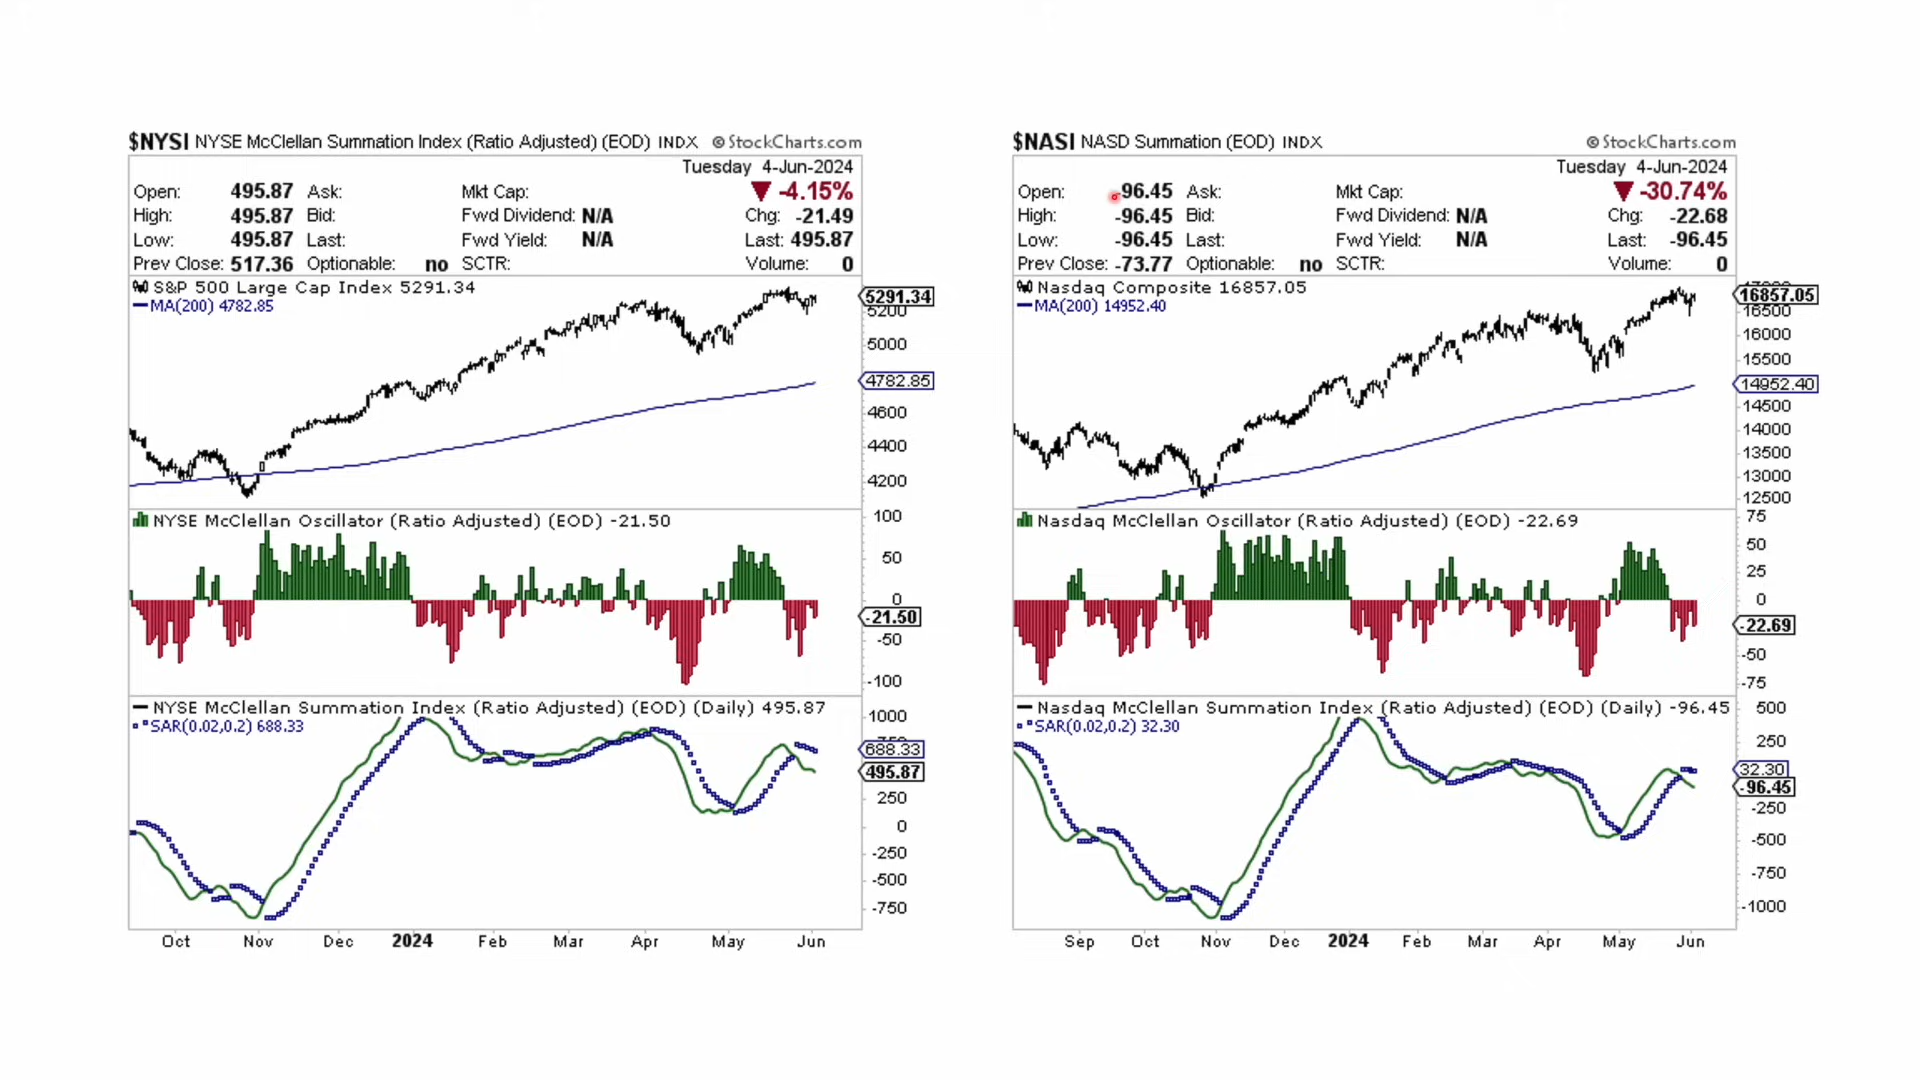 $NYSI NYSE McClellan Summation Index (Ratio Adjusted) (EOD) INDX © StockCharts.com
Tuesday 4-Jun-2024
Open: 495.87 Ask: Mkt Cap: ▼ -4.15%
High: 495.87 Bid: Fwd Dividend: N/A Chg: -21.49
Low: 495.87 Last: Fwd Yield: N/A Last: 495.87
Prev Close: 517.36 Optionable: no SCTR: Volume: 0
S&P 500 Large Cap Index 5291.34
MA(200) 4782.85
5291.34
5200
5000
4782.85
4600
4400
4200
NYSE McClellan Oscillator (Ratio Adjusted) (EOD) -21.50
100
50
0
-21.50
-50
-100
NYSE McClellan Summation Index (Ratio Adjusted) (EOD) (Daily) 495.87
SAR(0.02,0.2) 688.33
1000
688.33
495.87
250
0
-250
-500
-750
Oct Nov Dec 2024 Feb Mar Apr May Jun
$NASI NASD Summation (EOD) INDX © StockCharts.com
Tuesday 4-Jun-2024
Open: 96.45 Ask: Mkt Cap: ▼ -30.74%
High: -96.45 Bid: Fwd Dividend: N/A Chg: -22.68
Low: -96.45 Last: Fwd Yield: N/A Last: -96.45
Prev Close: -73.77 Optionable: no SCTR: Volume: 0
Nasdaq Composite 16857.05
MA(200) 14952.40
16857.05
16500
16000
15500
14952.40
14500
14000
13500
13000
12500
Nasdaq McClellan Oscillator (Ratio Adjusted) (EOD) -22.69
75
50
25
0
-22.69
-50
-75
Nasdaq McClellan Summation Index (Ratio Adjusted) (EOD) (Daily) -96.45
SAR(0.02,0.2) 32.30
500
250
32.30
-96.45
-250
-500
-750
-1000
Sep Oct Nov Dec 2024 Feb Mar Apr May Jun